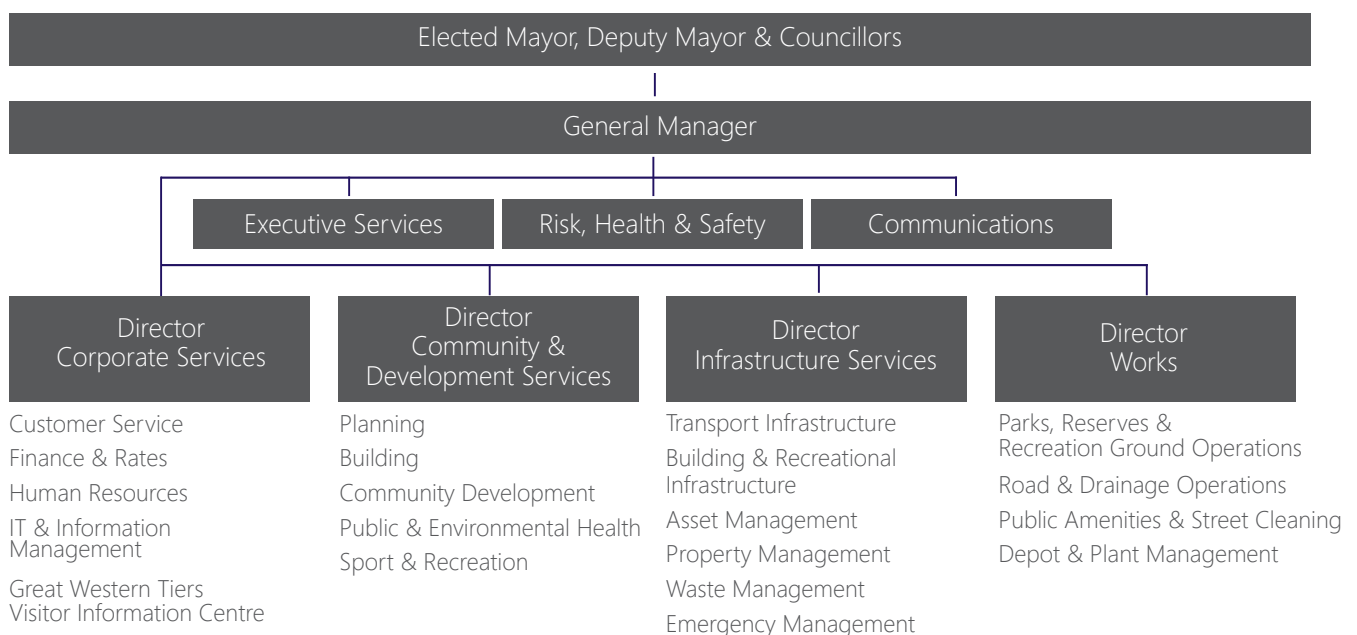 Elected Mayor, Deputy Mayor & Councillors
General Manager
Executive Services
Risk, Health & Safety
Communications
Director
Corporate Services
Customer Service
Finance & Rates
Human Resources
IT & Information
Management
Great Western Tiers
Visitor Information Centre
Director
Community &
Development Services
Planning
Building
Community Development
Public & Environmental Health
Sport & Recreation
Director
Infrastructure Services
Transport Infrastructure
Building & Recreational
Infrastructure
Asset Management
Property Management
Waste Management
Emergency Management
Director
Works
Parks, Reserves &
Recreation Ground Operations
Road & Drainage Operations
Public Amenities & Street Cleaning
Depot & Plant Management